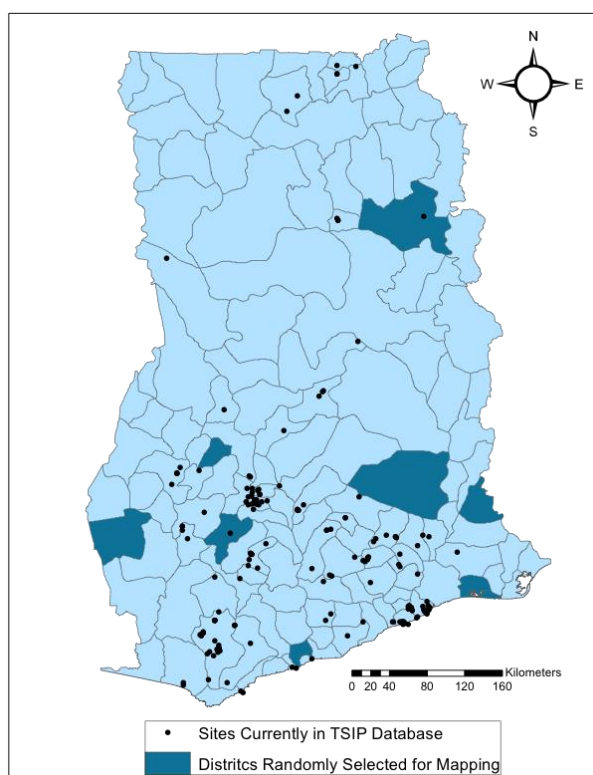 N
W E
S
Kilometers
0 20 40 80 120 160
Sites Currently in TSIP Database
Distritcs Randomly Selected for Mapping